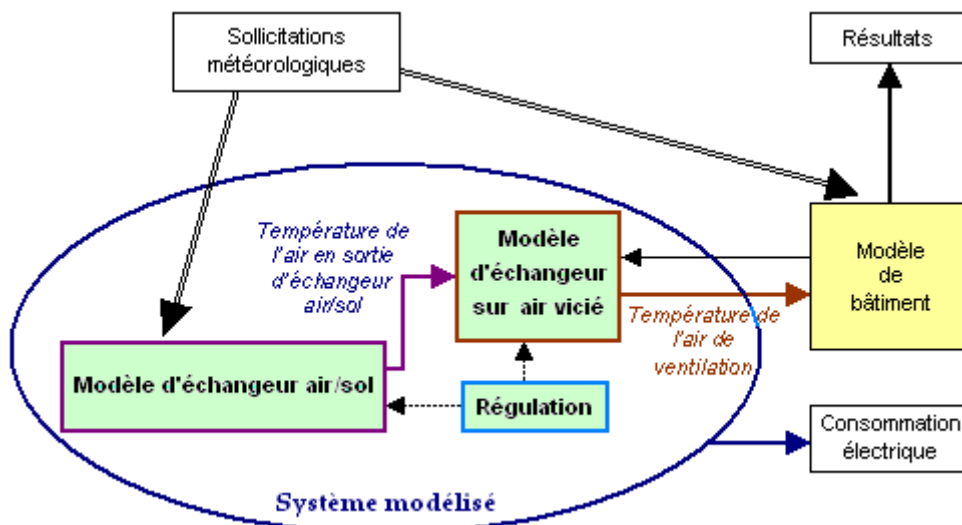 Sollicitations
météorologiques
Résultats
Température de
l'air en sortie
d'échangeur
air/sol
Modèle
d'échangeur
sur air vicié
Modèle
de
bâtiment
Température de
l'air de
ventilation
Modèle d'échangeur air/sol
Régulation
Consommation
électrique
Système modélisé